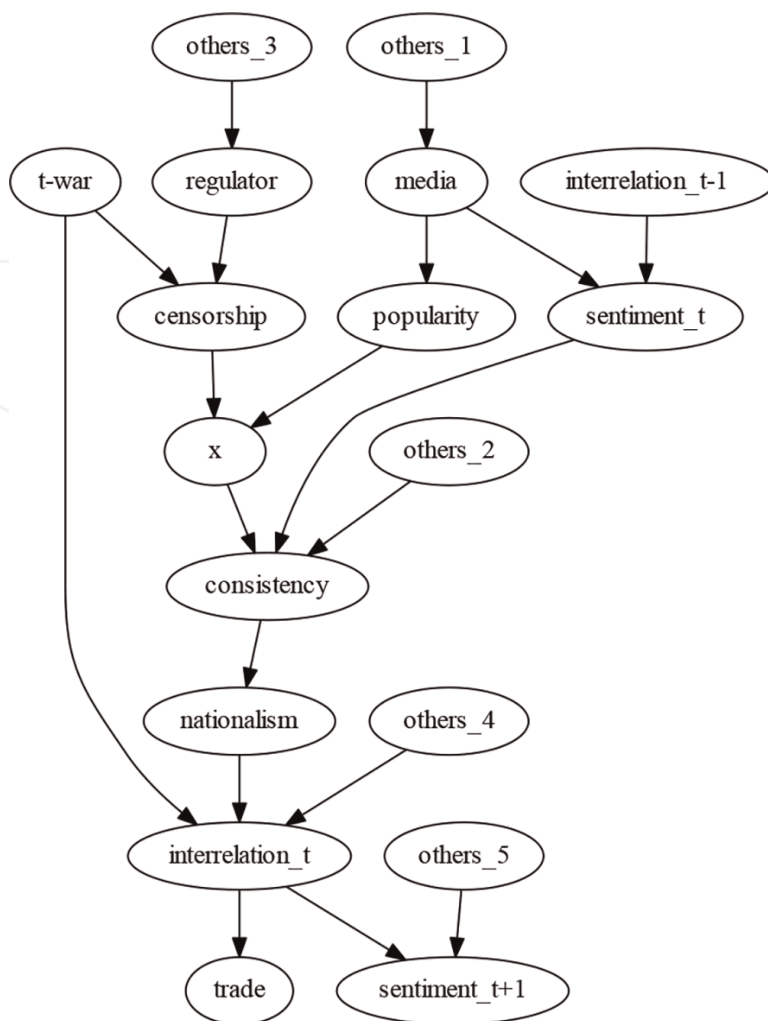 others_3
others_1
t-war
regulator
media
interrelation_t-1
censorship
popularity
sentiment_t
x
others_2
consistency
nationalism
others_4
interrelation_t
others_5
trade
sentiment_t+1